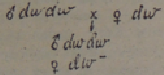 ♂ dw dw x ♀ dw
↓
♂ dw dw
♀ dw -